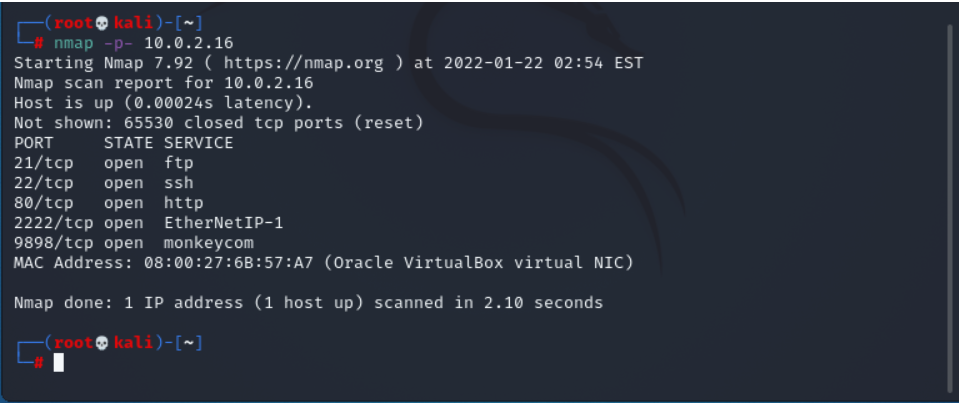 ┌──(root💀kali)-[~]
└─# nmap -p- 10.0.2.16
Starting Nmap 7.92 ( https://nmap.org ) at 2022-01-22 02:54 EST
Nmap scan report for 10.0.2.16
Host is up (0.00024s latency).
Not shown: 65530 closed tcp ports (reset)
PORT     STATE SERVICE
21/tcp   open  ftp
22/tcp   open  ssh
80/tcp   open  http
2222/tcp open  EtherNetIP-1
9898/tcp open  monkeycom
MAC Address: 08:00:27:6B:57:A7 (Oracle VirtualBox virtual NIC)
Nmap done: 1 IP address (1 host up) scanned in 2.10 seconds
┌──(root💀kali)-[~]
└─#